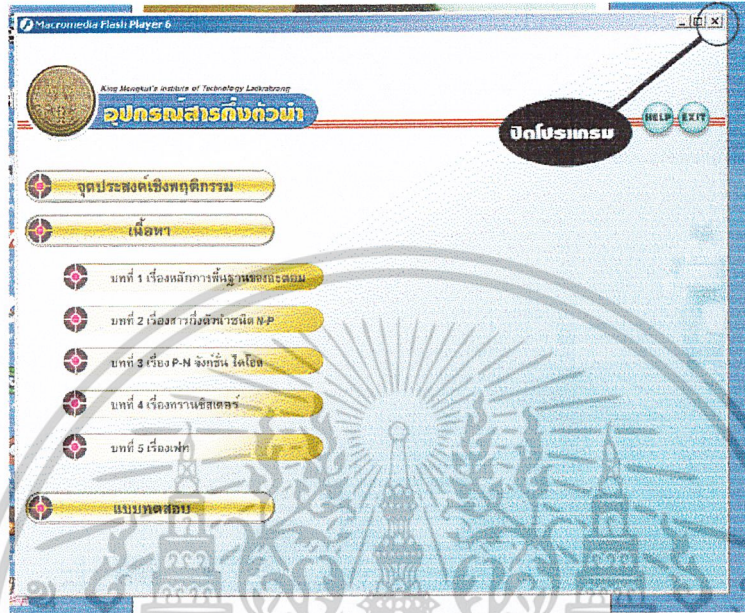 Macromedia Flash Player 6
King Mongkut's Institute of Technology Ladkrabang
อุปกรณ์สารกึ่งตัวนำ
ปิดโปรแกรม
HELP EXIT
จุดประสงค์เชิงพฤติกรรม
เนื้อหา
บทที่ 1 เรื่องหลักการพื้นฐานของอะตอม
บทที่ 2 เรื่องสารกึ่งตัวนำชนิด N-P
บทที่ 3 เรื่อง P-N จังก์ชั่น ไดโอด
บทที่ 4 เรื่องทรานซิสเตอร์
บทที่ 5 เรื่องเฟท
แบบทดสอบ